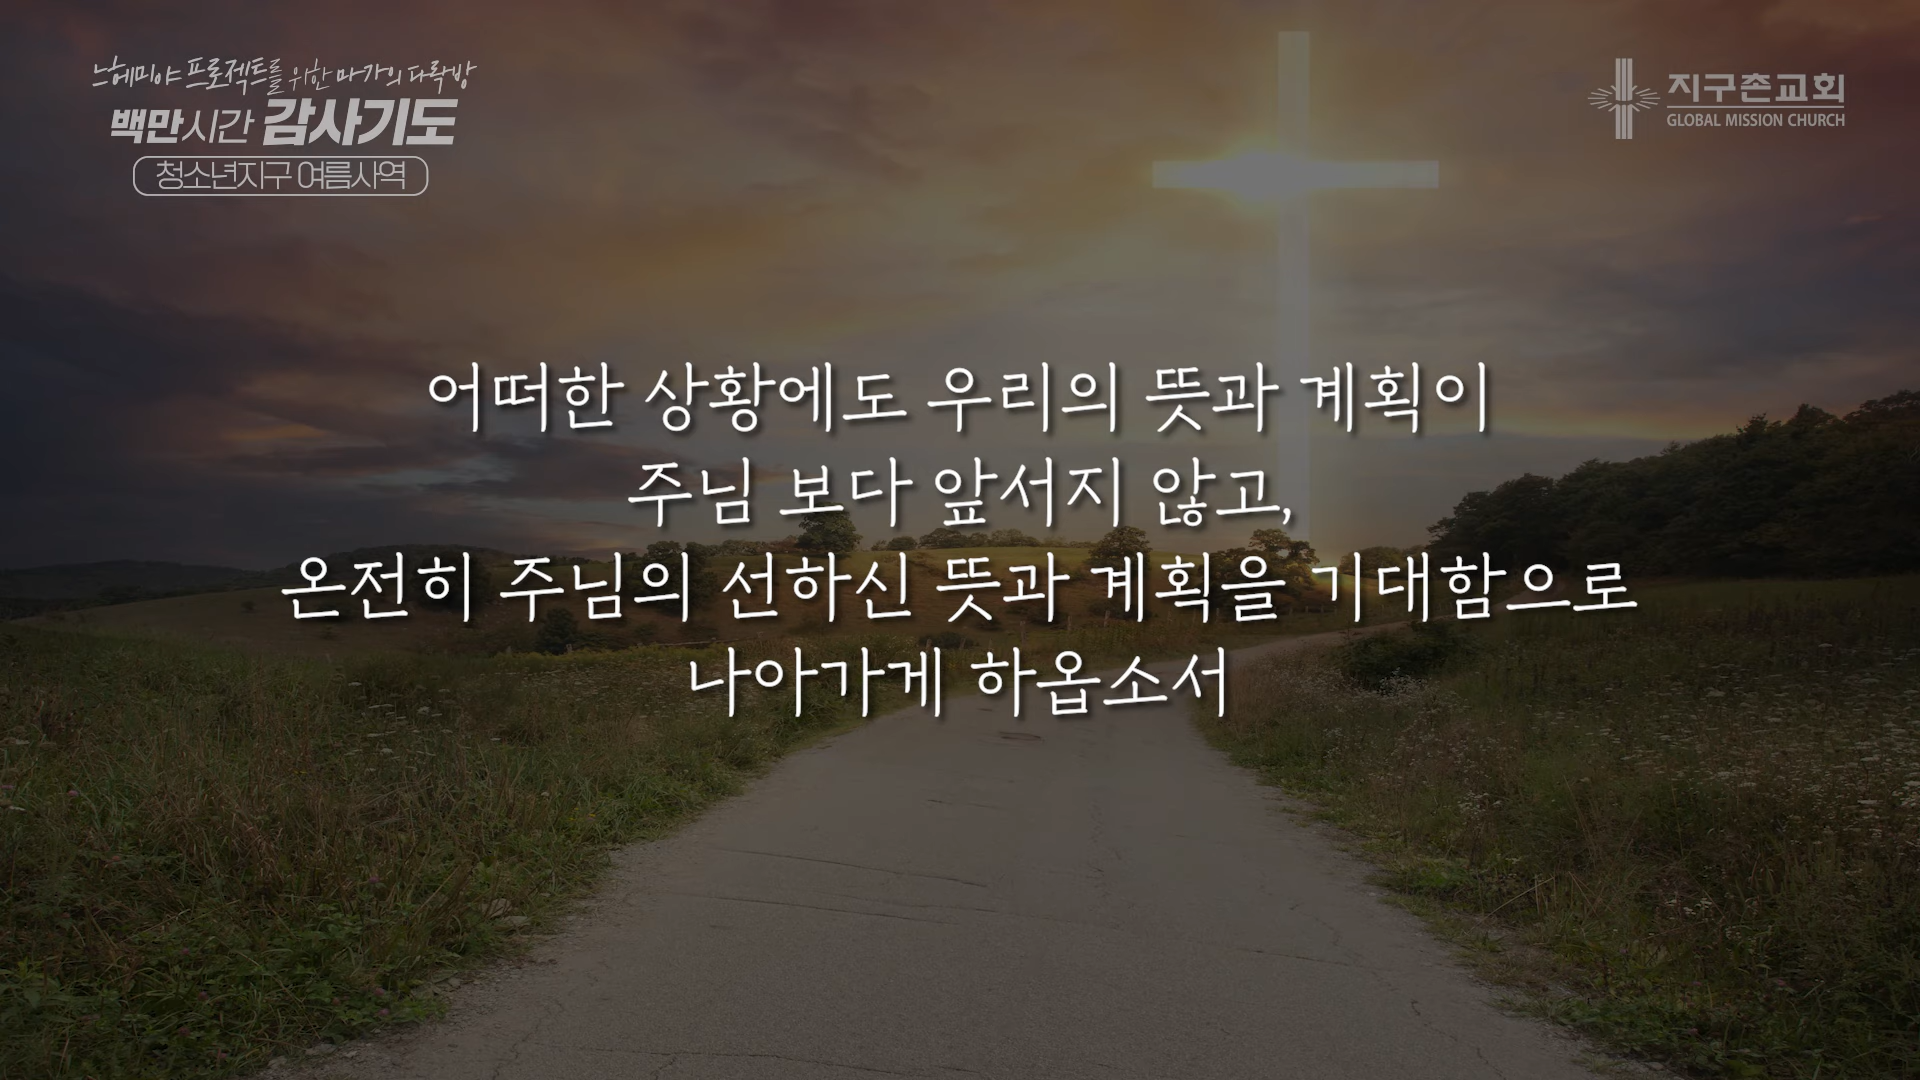 느헤미야 프로젝트를 위한 마가의 다락방
백만시간 감사기도
청소년지구 여름사역
지구촌교회
GLOBAL MISSION CHURCH
어떠한 상황에도 우리의 뜻과 계획이
주님 보다 앞서지 않고,
온전히 주님의 선하신 뜻과 계획을 기대함으로
나아가게 하옵소서